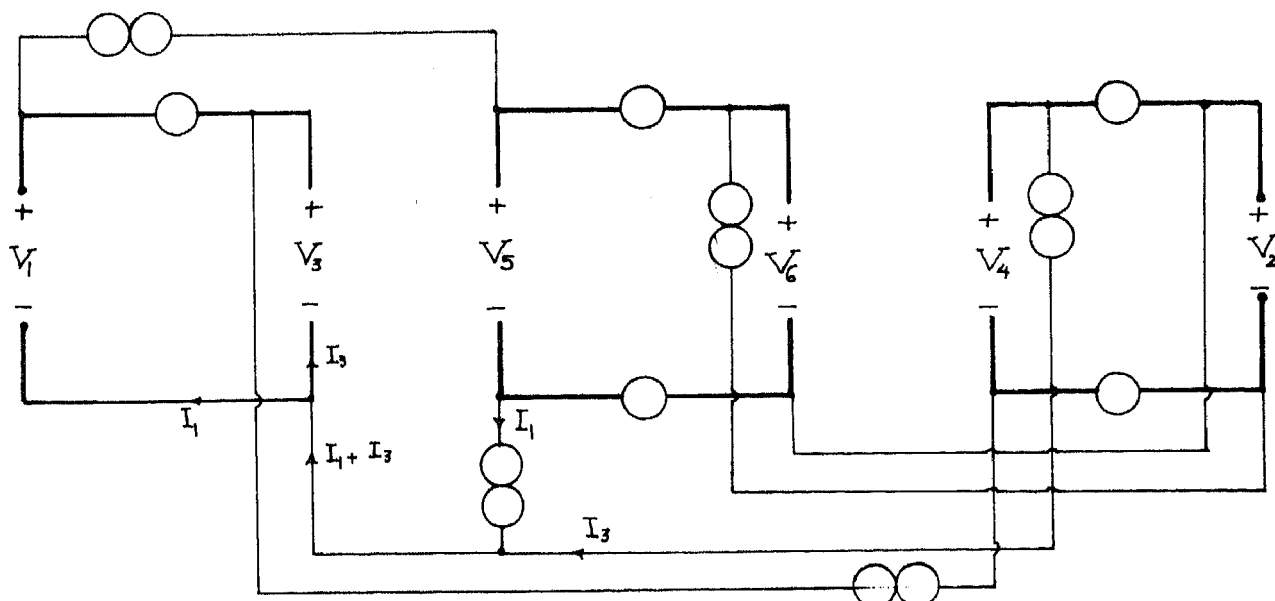 + + + + + +
V₁ V₃ V₅ V₆ V₄ V₂
− − − − − −
I₃
I₁ I₁
I₁ + I₃
I₃